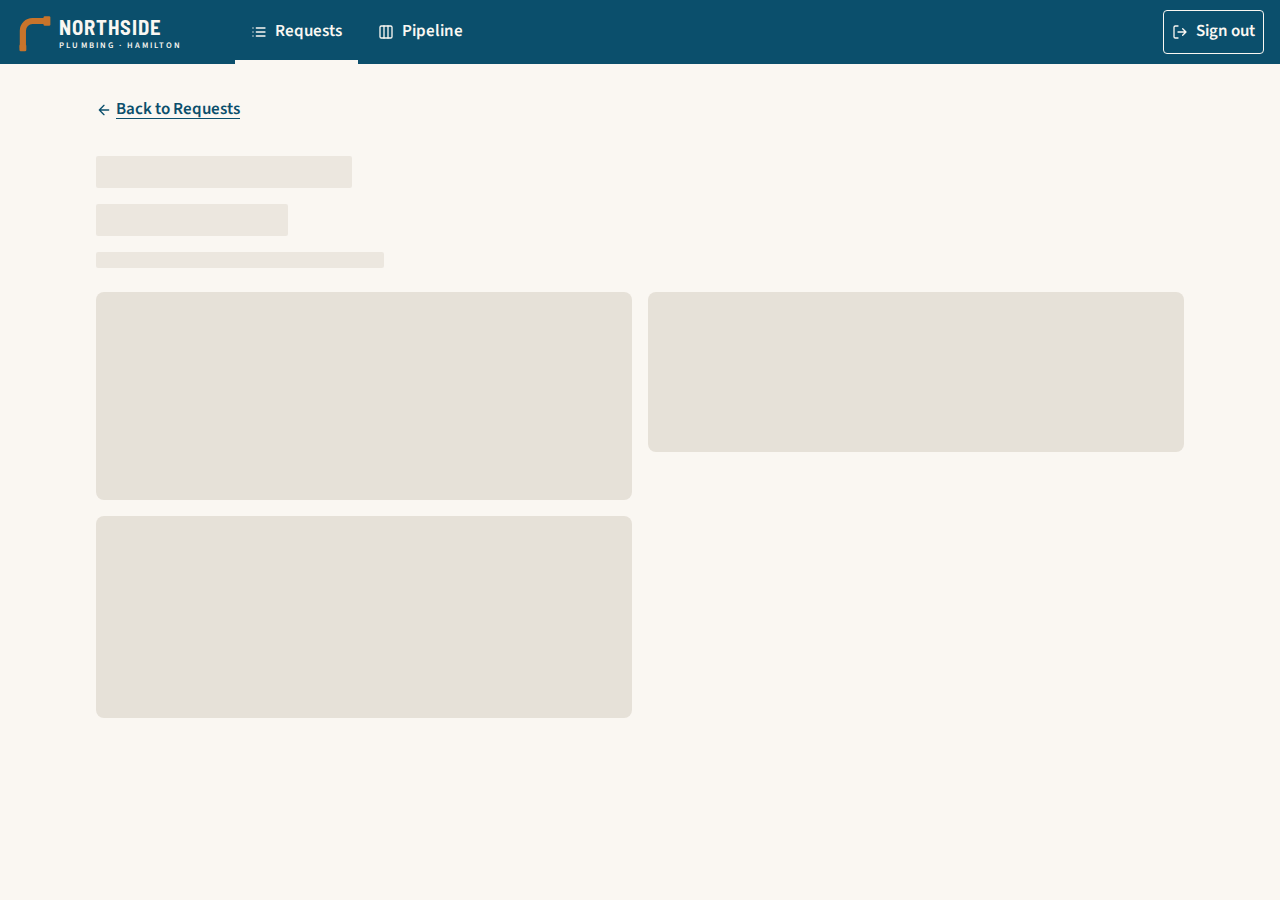 NORTHSIDE
PLUMBING · HAMILTON
Requests
Pipeline
Sign out
Back to Requests